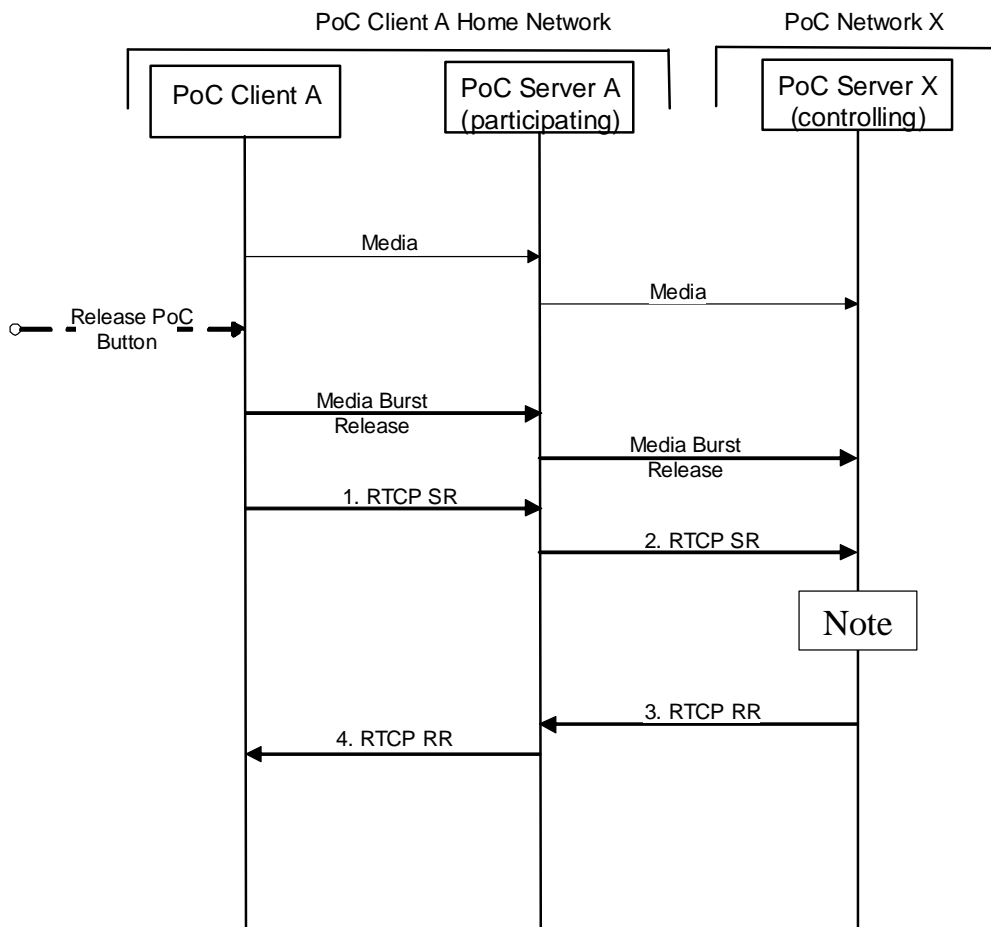 PoC Client A Home Network
PoC Network X
PoC Client A
PoC Server A
(participating)
PoC Server X
(controlling)
Media
Media
Release PoC
Button
Media Burst
Release
Media Burst
Release
1. RTCP SR
2. RTCP SR
Note
3. RTCP RR
4. RTCP RR